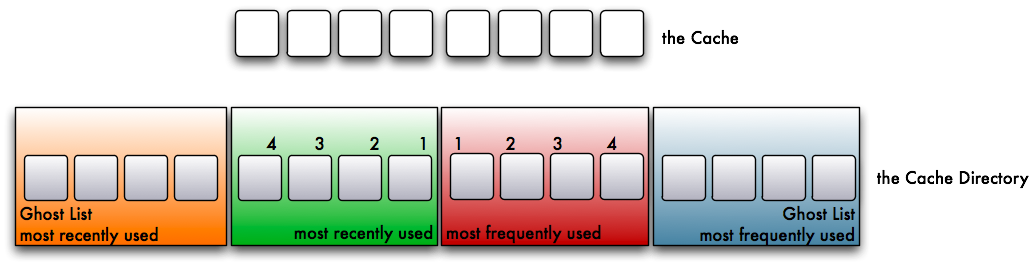 the Cache
4 3 2 1 1 2 3 4
the Cache Directory
Ghost List
most recently used
most recently used
most frequently used
Ghost List
most frequently used